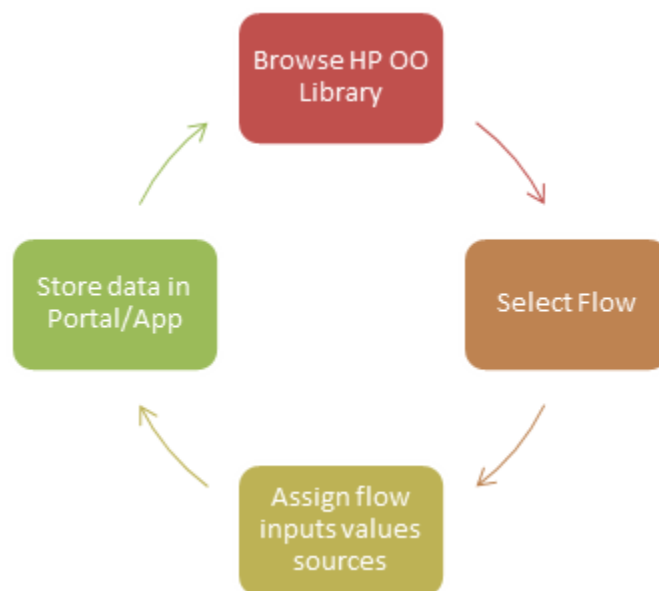 Browse HP OO
Library
Select Flow
Assign flow
inputs values
sources
Store data in
Portal/App